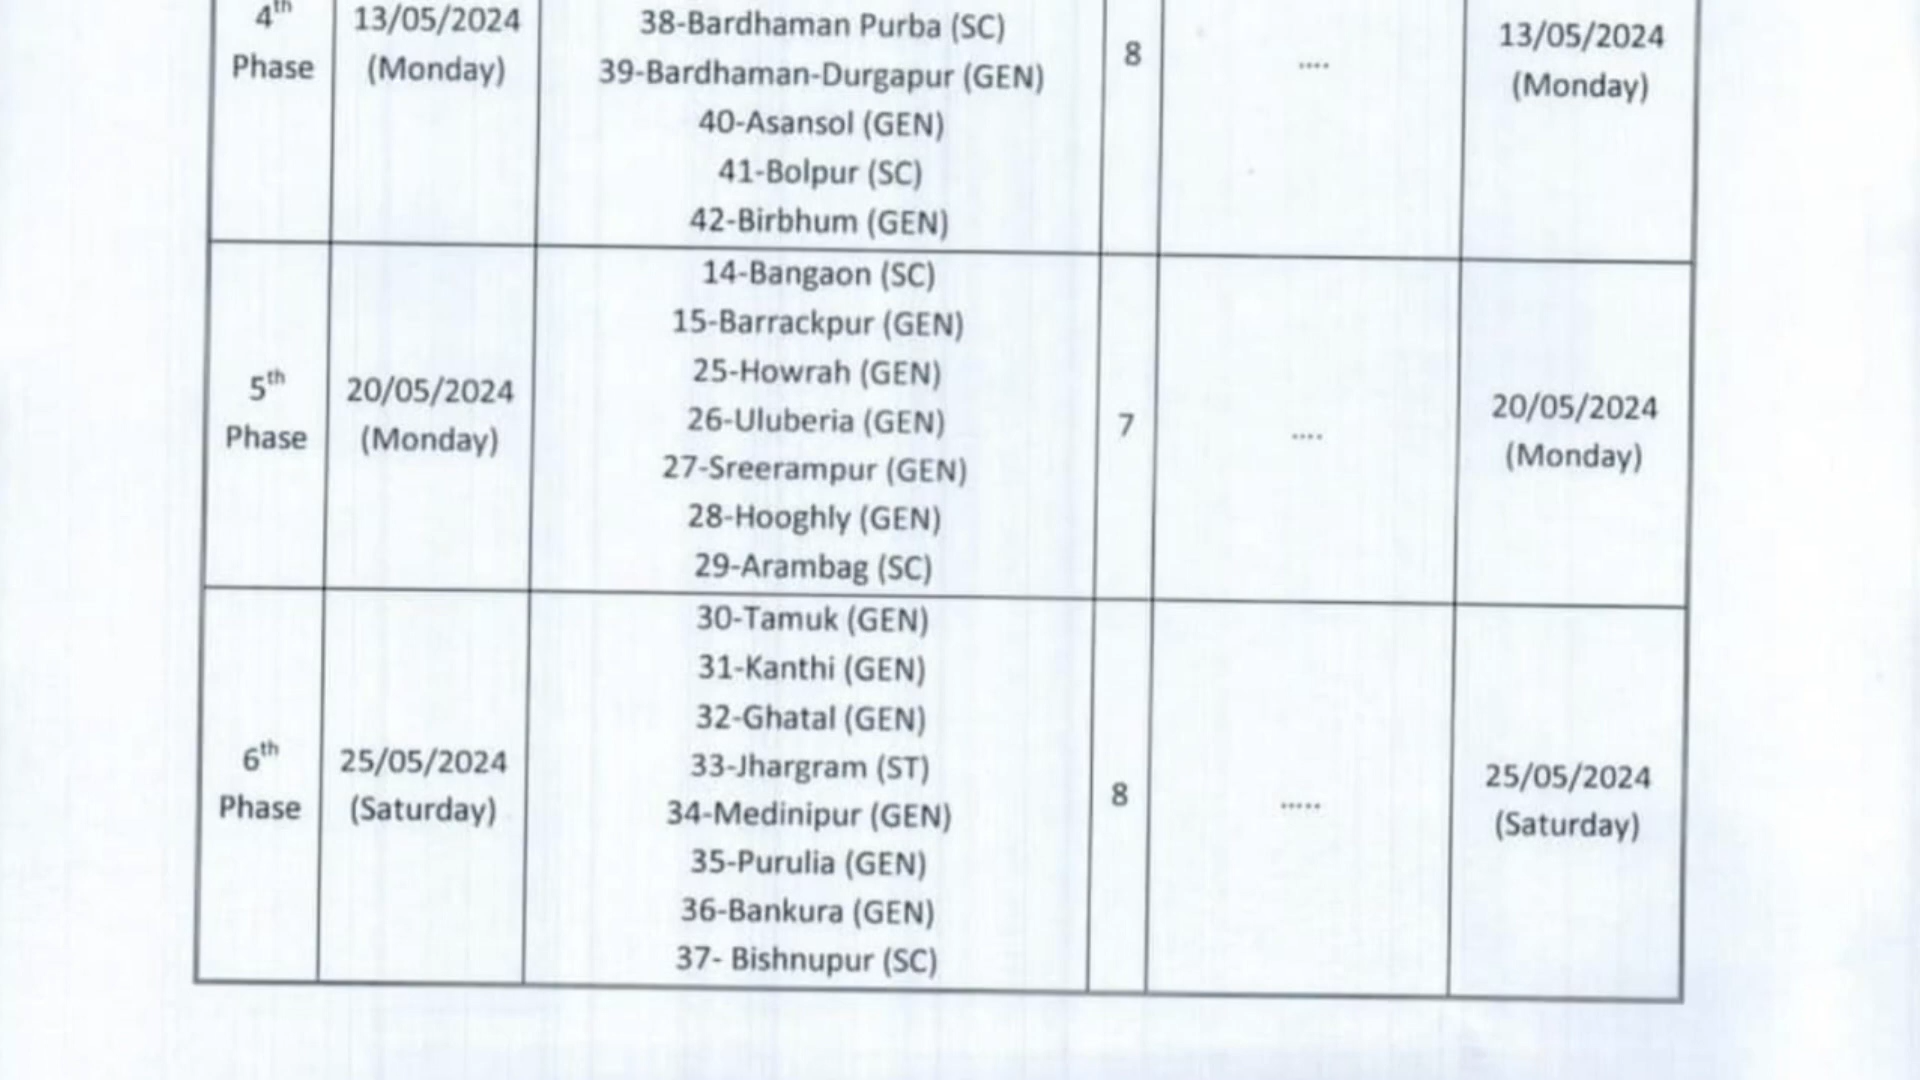 4th Phase
13/05/2024 (Monday)
38-Bardhaman Purba (SC)
39-Bardhaman-Durgapur (GEN)
40-Asansol (GEN)
41-Bolpur (SC)
42-Birbhum (GEN)
8
....
13/05/2024 (Monday)
5th Phase
20/05/2024 (Monday)
14-Bangaon (SC)
15-Barrackpur (GEN)
25-Howrah (GEN)
26-Uluberia (GEN)
27-Sreerampur (GEN)
28-Hooghly (GEN)
29-Arambag (SC)
7
....
20/05/2024 (Monday)
6th Phase
25/05/2024 (Saturday)
30-Tamuk (GEN)
31-Kanthi (GEN)
32-Ghatal (GEN)
33-Jhargram (ST)
34-Medinipur (GEN)
35-Purulia (GEN)
36-Bankura (GEN)
37- Bishnupur (SC)
8
.....
25/05/2024 (Saturday)